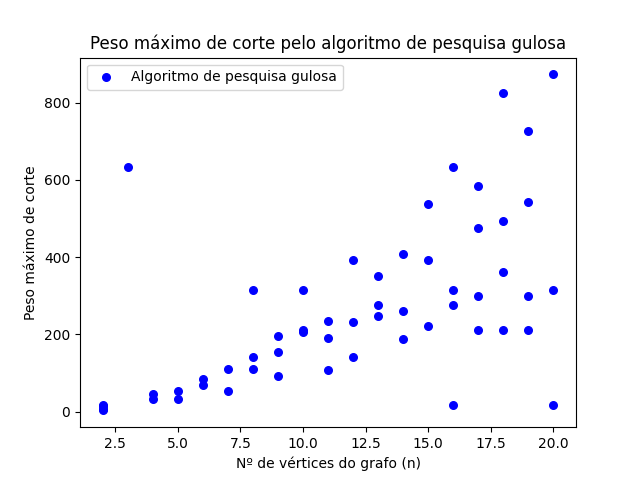 Peso máximo de corte pelo algoritmo de pesquisa gulosa
Algoritmo de pesquisa gulosa
Peso máximo de corte
800
600
400
200
0
2.5 5.0 7.5 10.0 12.5 15.0 17.5 20.0
Nº de vértices do grafo (n)